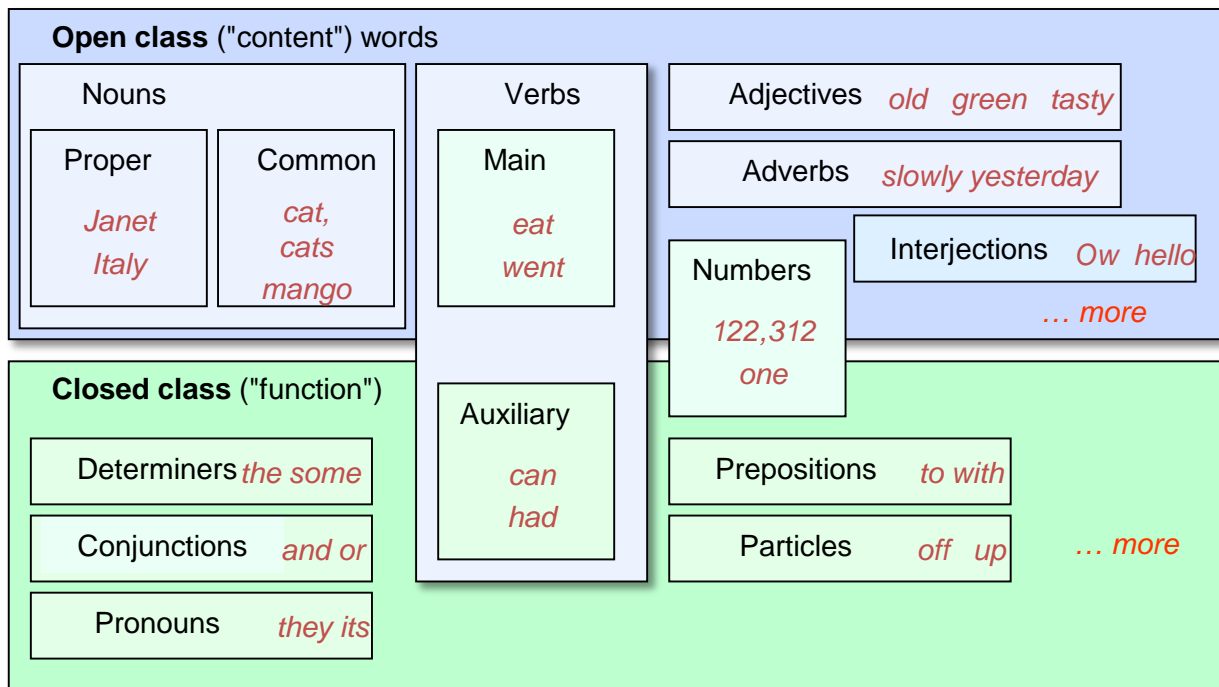 Open class ("content") words
Nouns
Proper
Janet
Italy
Common
cat,
cats
mango
Verbs
Main
eat
went
Adjectives old green tasty
Adverbs slowly yesterday
Interjections Ow hello
Numbers
122,312
one
… more
Closed class ("function")
Auxiliary
can
had
Determiners the some
Conjunctions and or
Pronouns they its
Prepositions to with
Particles off up
… more